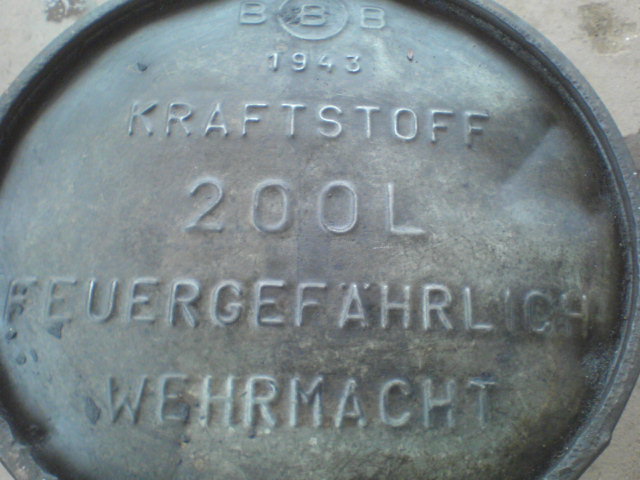 BBB
1943
KRAFTSTOFF
200L
FEUERGEFÄHRLICH
WEHRMACHT